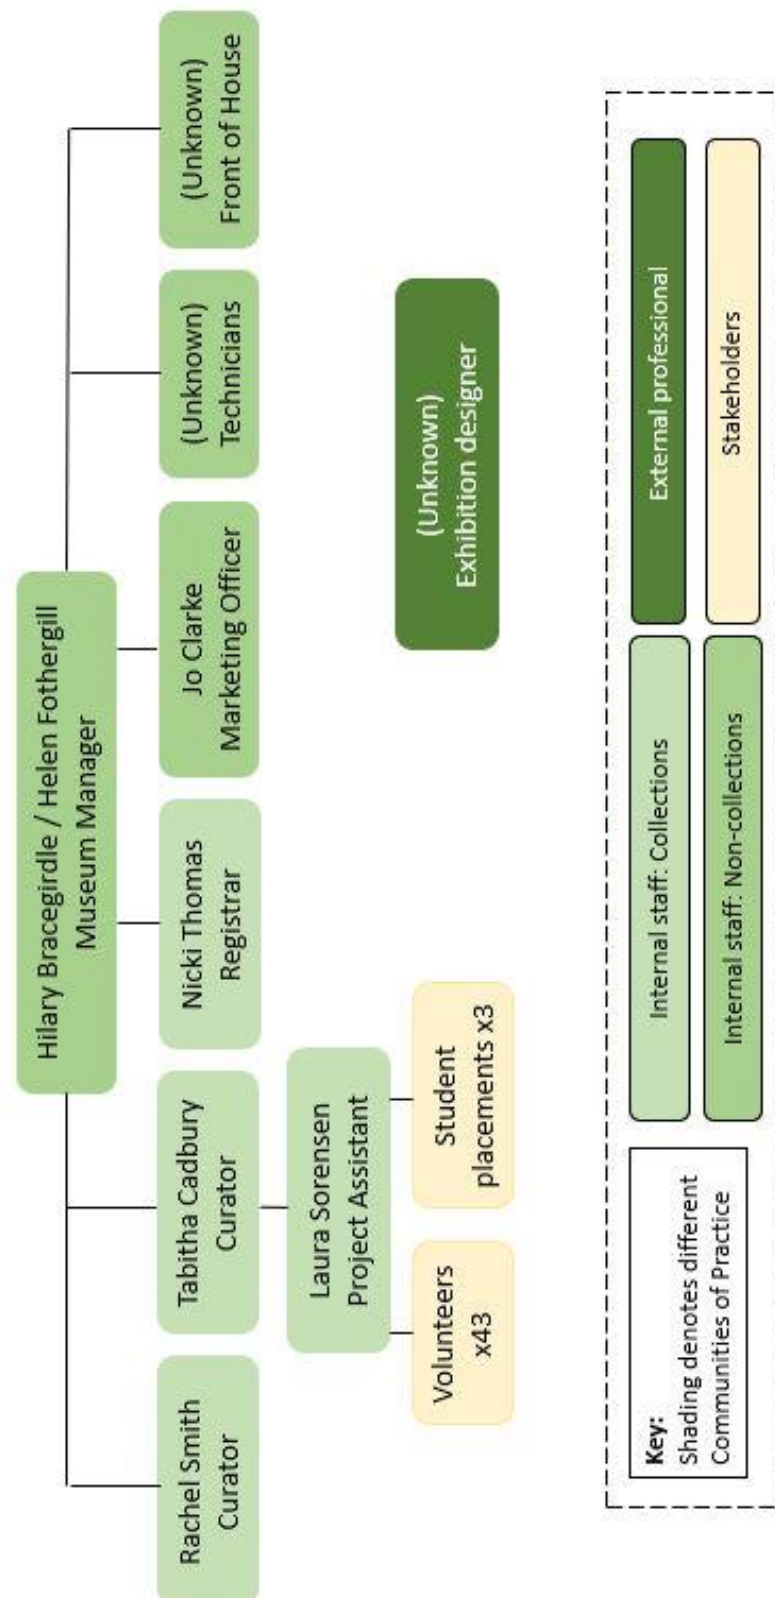 Hilary Bracegirdle / Helen Fothergill
Museum Manager
Rachel Smith
Curator
Tabitha Cadbury
Curator
Nicki Thomas
Registrar
Jo Clarke
Marketing Officer
(Unknown)
Technicians
(Unknown)
Front of House
Laura Sorensen
Project Assistant
Volunteers
x43
Student
placements x3
(Unknown)
Exhibition designer
Key:
Shading denotes different
Communities of Practice
Internal staff: Collections
External professional
Internal staff: Non-collections
Stakeholders